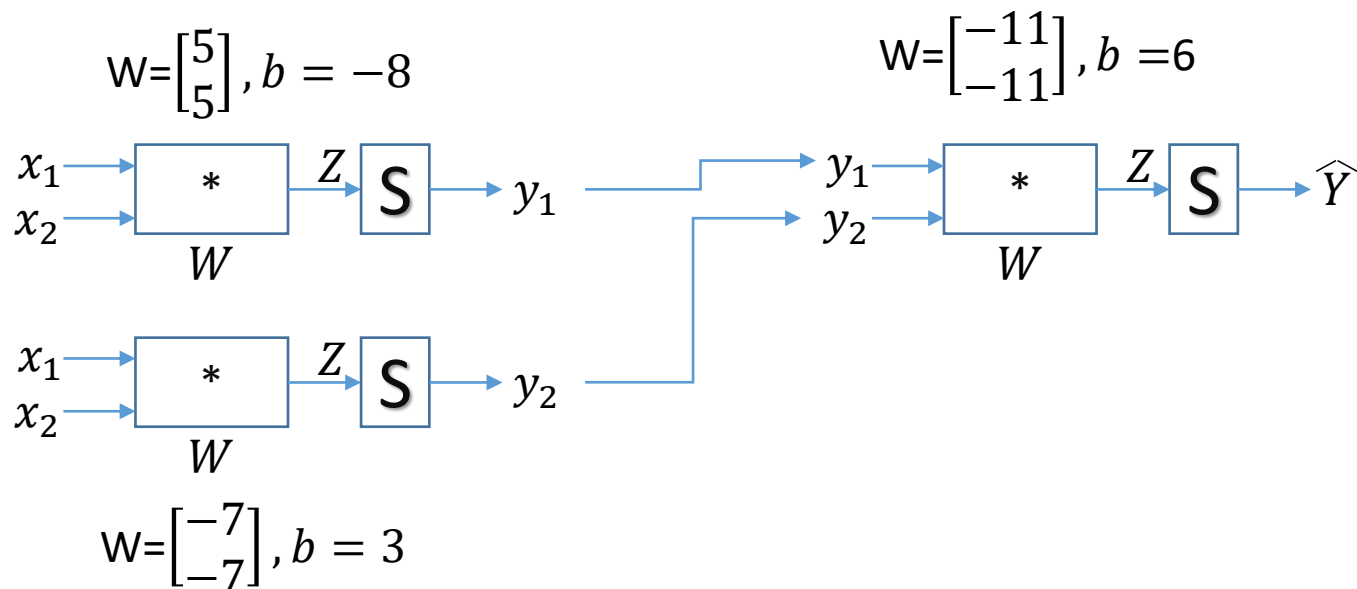 W=[5 5], b = −8
W=[−11 −11], b =6
x₁ * Z S y₁
x₂
W
y₁ * Z S Ŷ
y₂
W
x₁ * Z S y₂
x₂
W
W=[−7 −7], b = 3